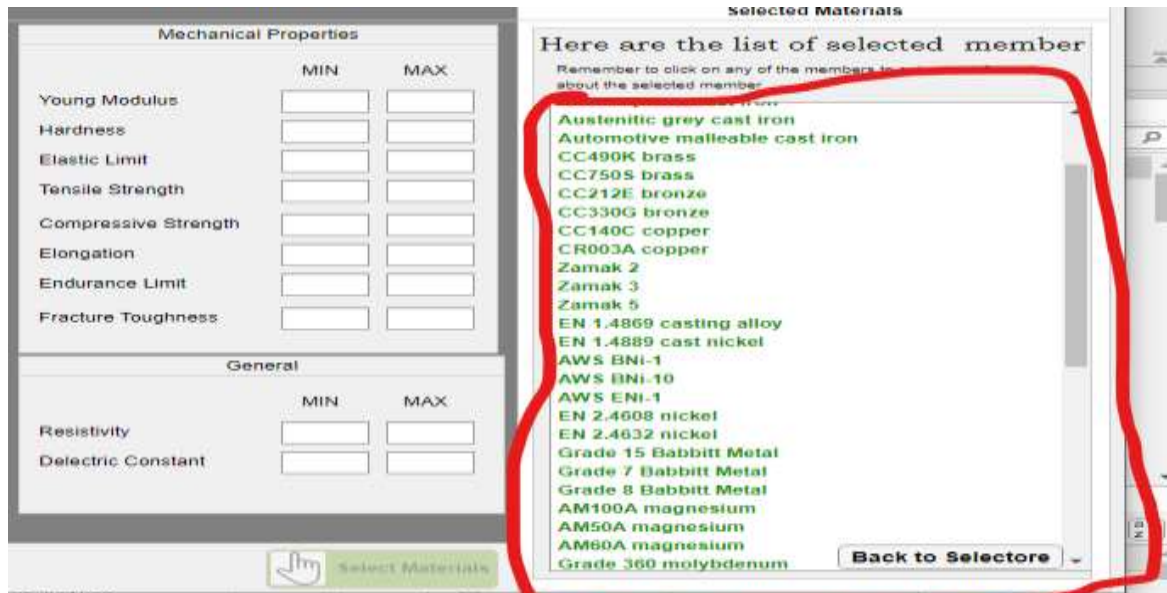 Mechanical Properties
MIN MAX
Young Modulus
Hardness
Elastic Limit
Tensile Strength
Compressive Strength
Elongation
Endurance Limit
Fracture Toughness
General
MIN MAX
Resistivity
Delectric Constant
Select Materials
Selected Materials
Here are the list of selected member
Remember to click on any of the members to
about the selected member
iron
Austenitic grey cast iron
Automotive malleable cast iron
CC490K brass
CC750S brass
CC212E bronze
CC330G bronze
CC140C copper
CR003A copper
Zamak 2
Zamak 3
Zamak 5
EN 1.4869 casting alloy
EN 1.4889 cast nickel
AWS BNi-1
AWS BNi-10
AWS ENi-1
EN 2.4608 nickel
EN 2.4632 nickel
Grade 15 Babbitt Metal
Grade 7 Babbitt Metal
Grade 8 Babbitt Metal
AM100A magnesium
AM50A magnesium
AM60A magnesium
Grade 360 molybdenum
Back to Selectore